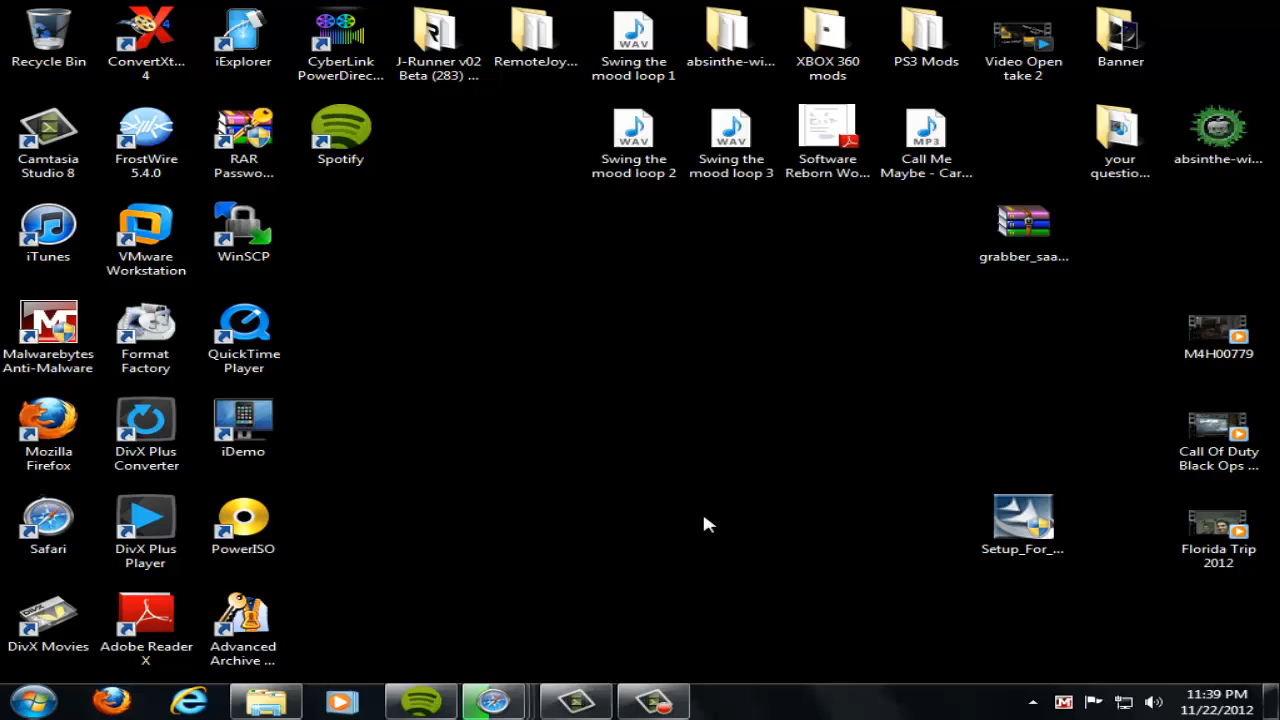 Recycle Bin
ConvertXt...
4
iExplorer
CyberLink
PowerDirec...
J-Runner v02
Beta (283) ...
RemoteJoy...
Swing the
mood loop 1
absinthe-wi...
XBOX 360
mods
PS3 Mods
Video Open
take 2
Banner
Camtasia
Studio 8
FrostWire
5.4.0
RAR
Passwo...
Spotify
Swing the
mood loop 2
Swing the
mood loop 3
Software
Reborn Wo...
Call Me
Maybe - Car...
your
questio...
absinthe-wi...
iTunes
VMware
Workstation
WinSCP
grabber_saa...
Malwarebytes
Anti-Malware
Format
Factory
QuickTime
Player
M4H00779
Mozilla
Firefox
DivX Plus
Converter
iDemo
Call Of Duty
Black Ops ...
Safari
DivX Plus
Player
PowerISO
Setup_For_...
Florida Trip
2012
DivX Movies
Adobe Reader
X
Advanced
Archive ...
11:39 PM
11/22/2012
WAV
WAV
WAV
MP3